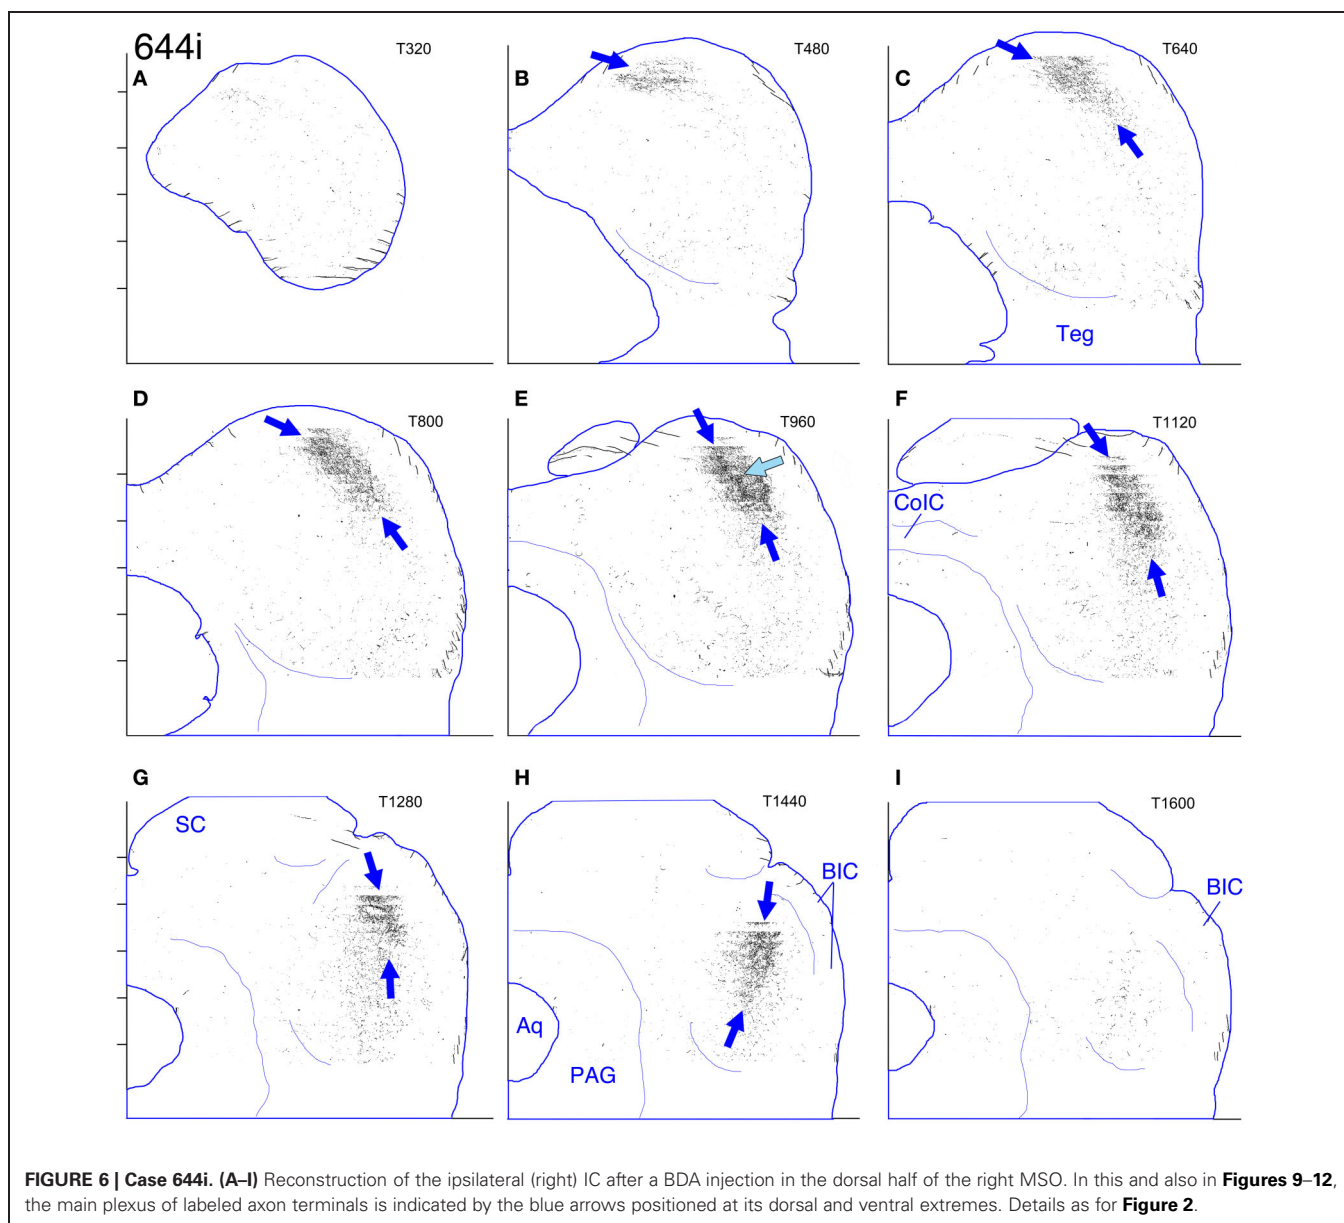 644i
A
T320
B
T480
C
T640
Teg
D
T800
E
T960
F
T1120
CoIC
G
T1280
SC
H
T1440
BIC
Aq
PAG
I
T1600
BIC
FIGURE 6 | Case 644i. (A–I) Reconstruction of the ipsilateral (right) IC after a BDA injection in the dorsal half of the right MSO. In this and also in Figures 9–12,
the main plexus of labeled axon terminals is indicated by the blue arrows positioned at its dorsal and ventral extremes. Details as for Figure 2.